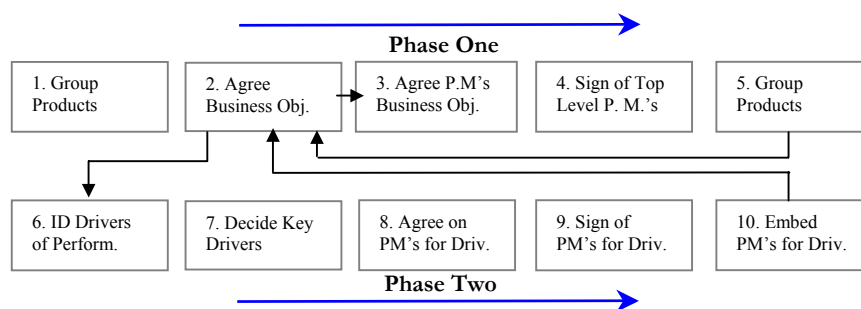 Phase One
1. Group
Products
2. Agree
Business Obj.
3. Agree P.M's
Business Obj.
4. Sign of Top
Level P. M.'s
5. Group
Products
6. ID Drivers
of Perform.
7. Decide Key
Drivers
8. Agree on
PM's for Driv.
9. Sign of
PM's for Driv.
10. Embed
PM's for Driv.
Phase Two